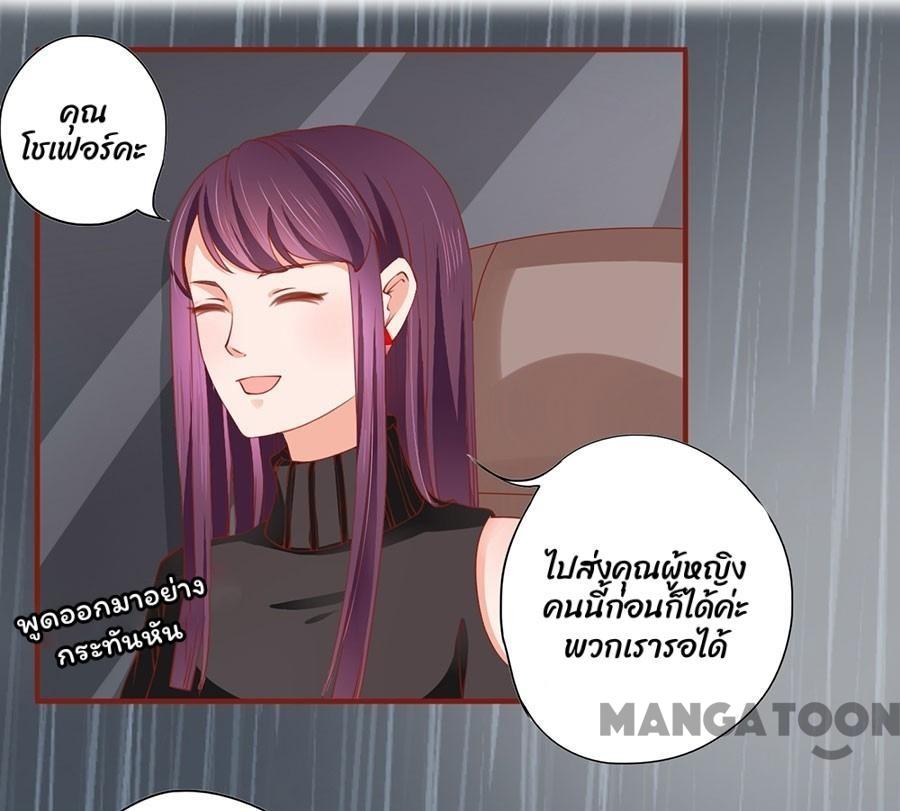 คุณ
โชเฟอร์คะ
พูดออกมาอย่าง
กระทันหัน
ไปส่งคุณผู้หญิง
คนนี้ก่อนก็ได้ค่ะ
พวกเรารอได้
MANGATOON